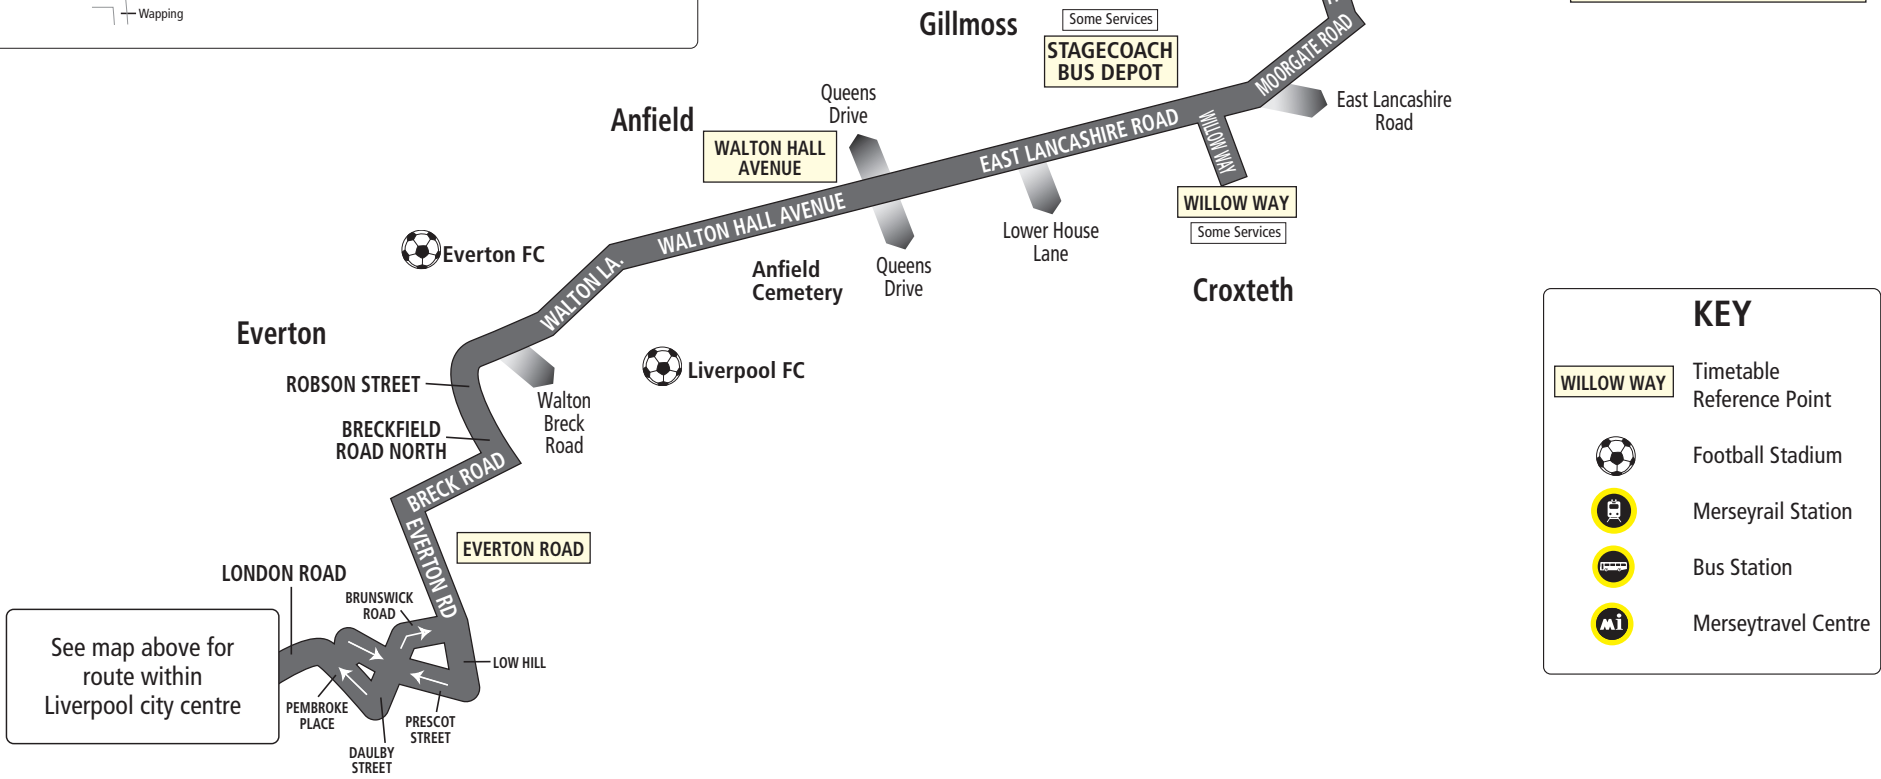 Wapping
Gillmoss
Some Services
STAGECOACH
BUS DEPOT
MOORGATE ROAD
East Lancashire
Road
Queens
Drive
Anfield
WALTON HALL
AVENUE
EAST LANCASHIRE ROAD
WILLOW WAY
WILLOW WAY
Some Services
Lower House
Lane
WALTON HALL AVENUE
Everton FC
Anfield
Cemetery
Queens
Drive
Croxteth
WALTON LA.
Everton
Liverpool FC
ROBSON STREET
Walton
Breck
Road
BRECKFIELD
ROAD NORTH
BRECK ROAD
EVERTON RD
EVERTON ROAD
LONDON ROAD
BRUNSWICK
ROAD
See map above for
route within
Liverpool city centre
LOW HILL
PEMBROKE
PLACE
PRESCOT
STREET
DAULBY
STREET
KEY
WILLOW WAY
Timetable
Reference Point
Football Stadium
Merseyrail Station
Bus Station
Mi
Merseytravel Centre